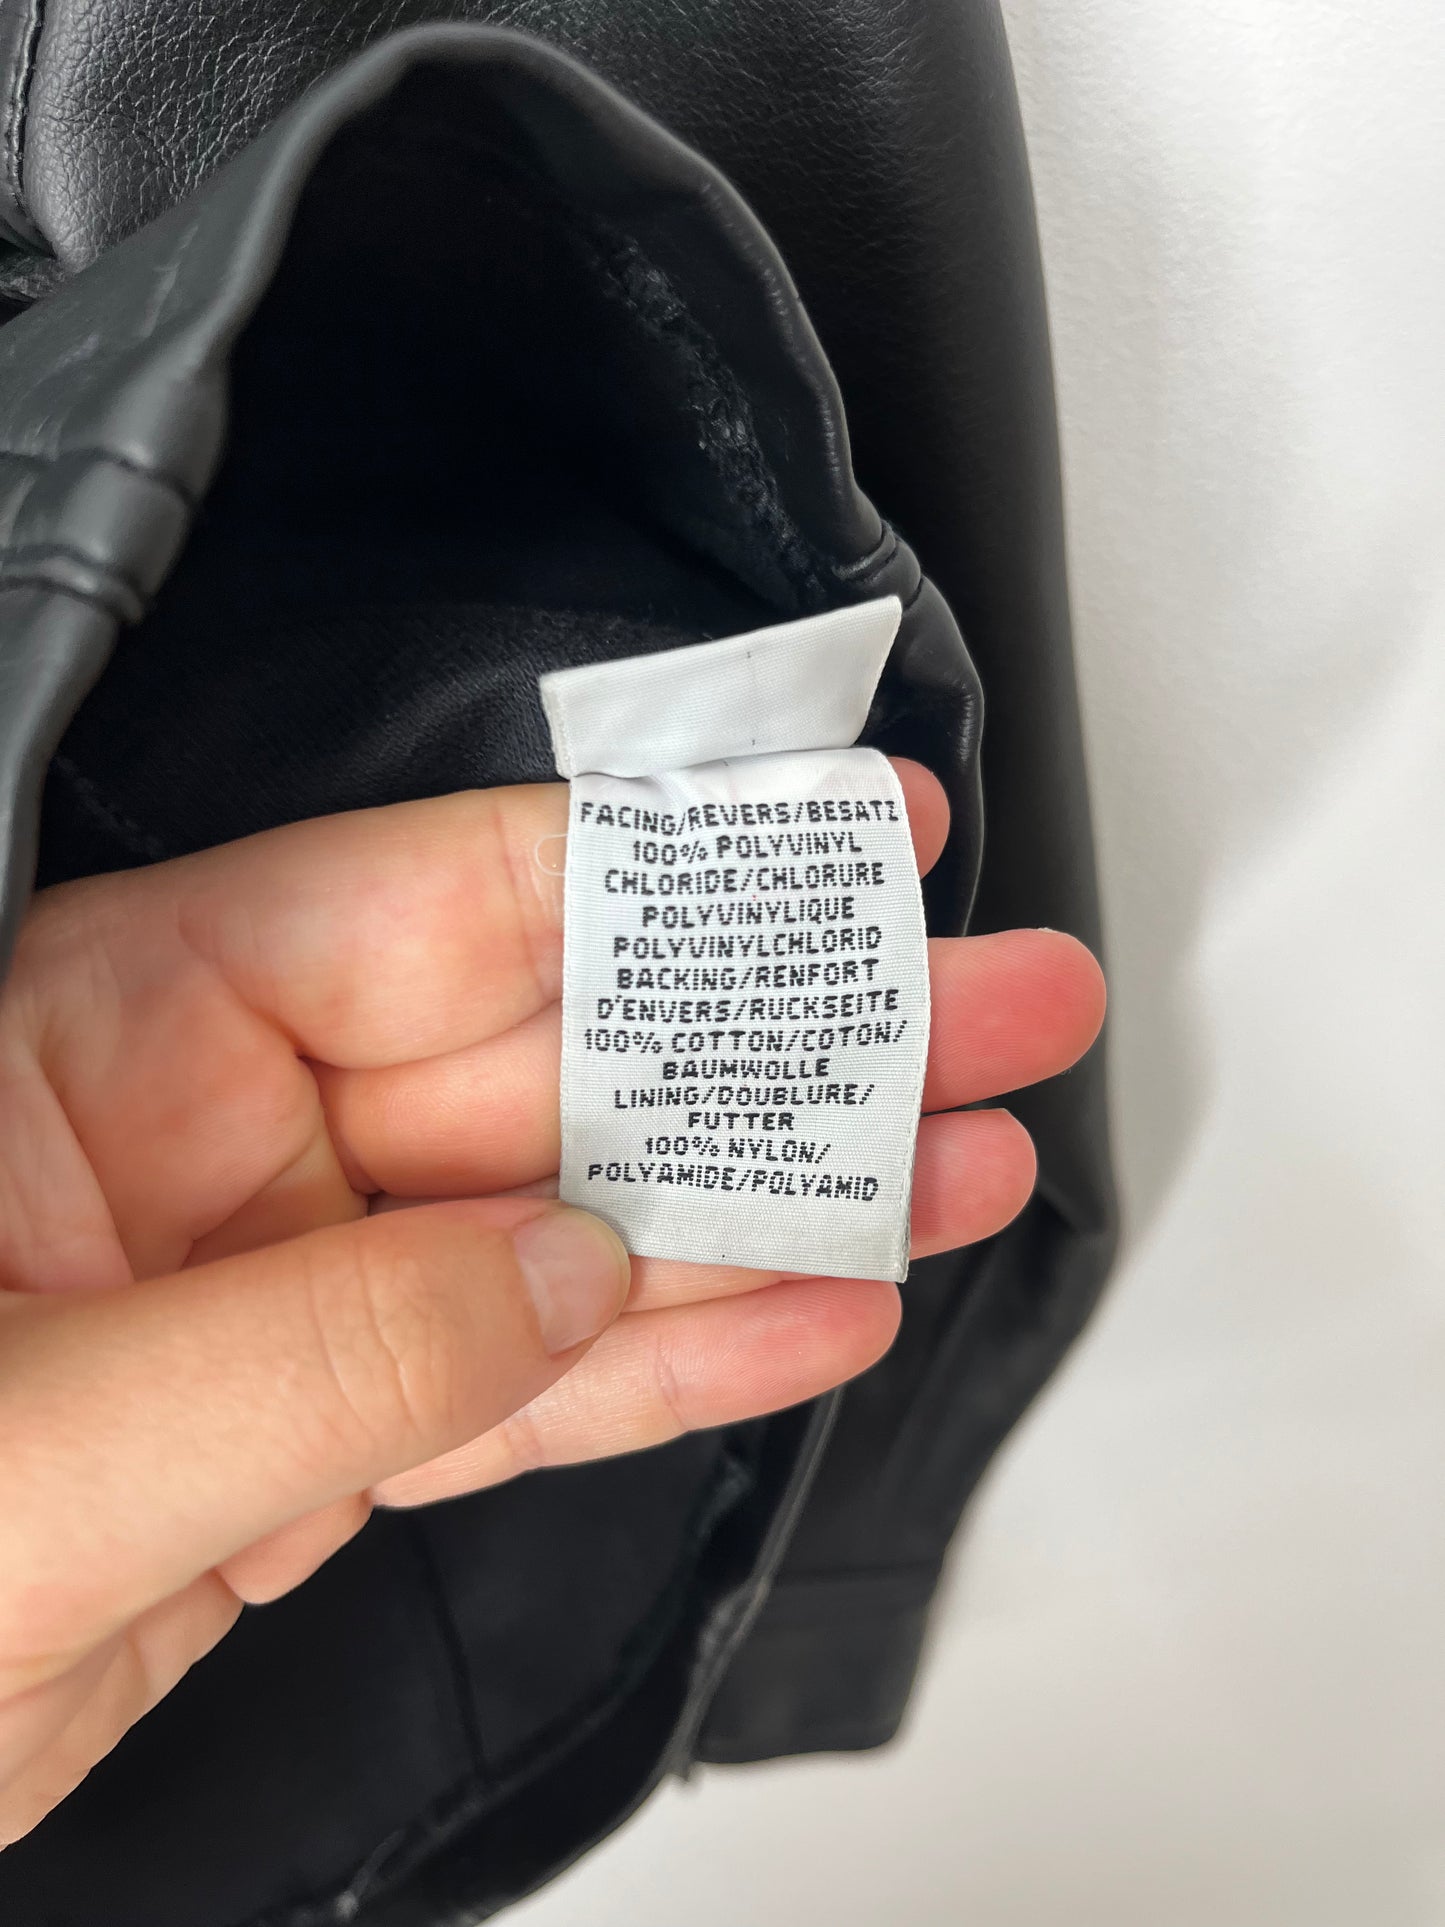 FACING/REVERS/BESATZ
100% POLYVINYL
CHLORIDE/CHLORURE
POLYVINYLIQUE
POLYVINYLCHLORID
BACKING/RENFORT
D'ENVERS/RUCKSEITE
100% COTTON/COTON/
BAUMWOLLE
LINING/DOUBLURE/
FUTTER
100% NYLON/
POLYAMIDE/POLYAMID